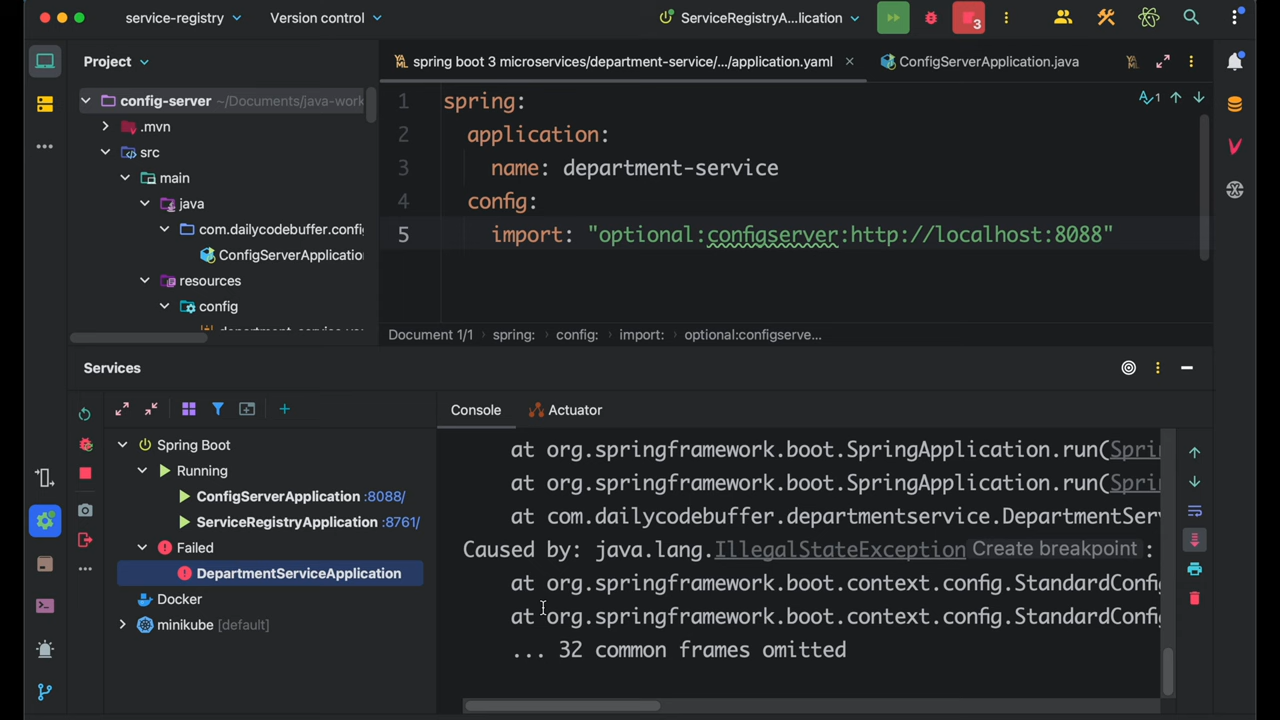 service-registry
Version control
ServiceRegistryA...lication
3
Project
spring boot 3 microservices/department-service/.../application.yaml
ConfigServerApplication.java
config-server ~/Documents/java-work
.mvn
src
main
java
com.dailycodebuffer.config
ConfigServerApplication
resources
config
1 spring:
2 application:
3 name: department-service
4 config:
5 import: "optional:configserver:http://localhost:8088"
1
Document 1/1 spring: config: import: optional:configserve...
Services
Console
Actuator
Spring Boot
Running
ConfigServerApplication :8088/
ServiceRegistryApplication :8761/
Failed
DepartmentServiceApplication
Docker
minikube [default]
at org.springframework.boot.SpringApplication.run(Spri
at org.springframework.boot.SpringApplication.run(Spri
at com.dailycodebuffer.departmentservice.DepartmentSer
Caused by: java.lang.IllegalStateException Create breakpoint :
at org.springframework.boot.context.config.StandardConfi
at org.springframework.boot.context.config.StandardConfi
... 32 common frames omitted